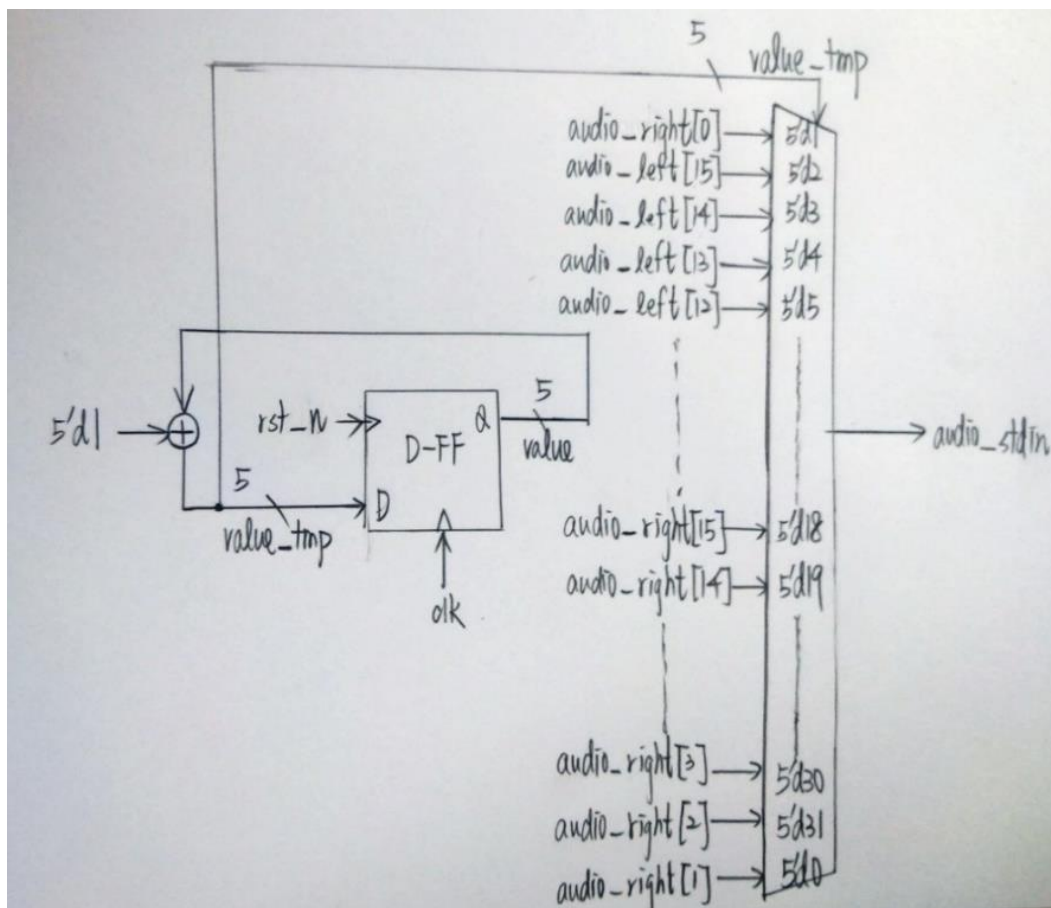 5
value_tmp
audio_right[0] 5'd1
audio_left[15] 5'd2
audio_left[14] 5'd3
audio_left[13] 5'd4
audio_left[12] 5'd5
5'd1
+
rst_n
D-FF
Q
D
5
value
5
value_tmp
clk
audio_right[15] 5'd18
audio_right[14] 5'd19
audio_right[3] 5'd30
audio_right[2] 5'd31
audio_right[1] 5'd0
audio_stdin